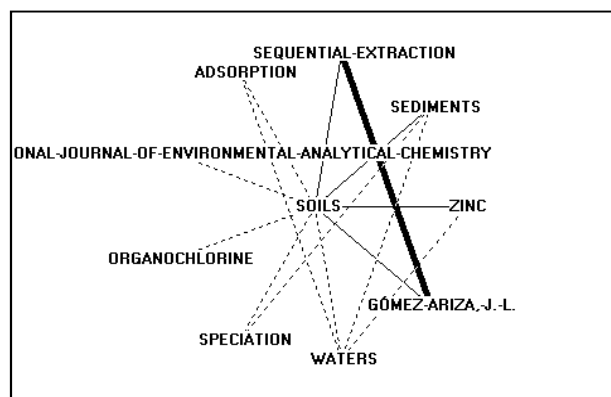 SEQUENTIAL-EXTRACTION
ADSORPTION
SEDIMENTS
ONAL-JOURNAL-OF-ENVIRONMENTAL-ANALYTICAL-CHEMISTRY
SOILS
ZINC
ORGANOCHLORINE
GÓMEZ-ARIZA,-J.-L.
SPECIATION
WATERS